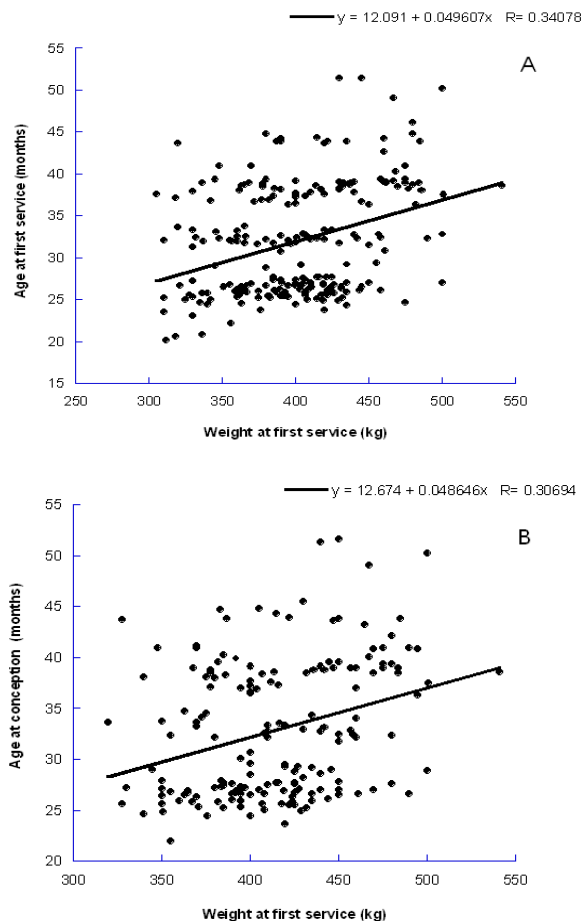 y = 12.091 + 0.049607x R= 0.34078
A
55
50
45
40
35
30
25
20
15
Age at first service (months)
250 300 350 400 450 500 550
Weight at first service (kg)
y = 12.674 + 0.048646x R= 0.30694
B
55
50
45
40
35
30
25
20
Age at conception (months)
300 350 400 450 500 550
Weight at first service (kg)